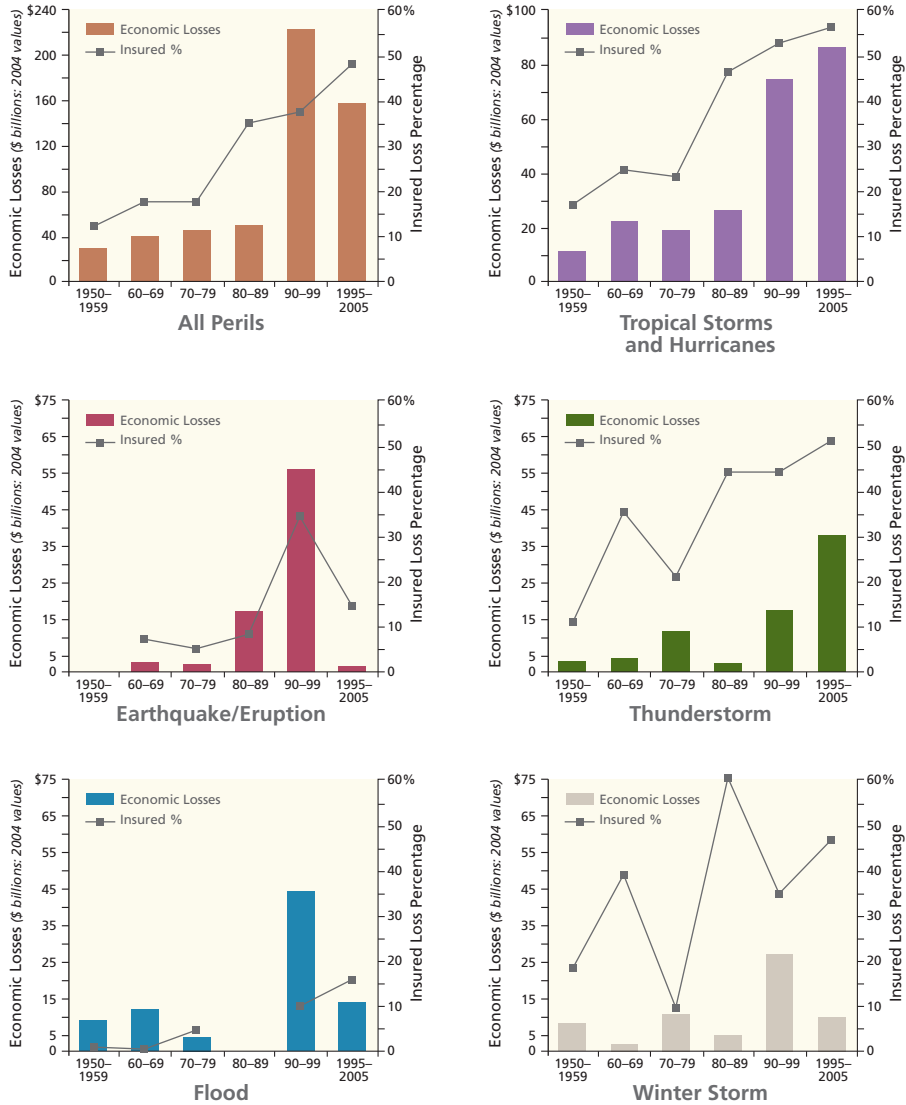 Economic Losses ($ billions: 2004 values)
$240
200
160
120
80
40
0
Economic Losses
Insured %
60%
50
40
30
20
10
0
Insured Loss Percentage
1950– 60–69 70–79 80–89 90–99 1995–
1959 2005
All Perils
Economic Losses ($ billions: 2004 values)
$100
80
60
40
20
0
Economic Losses
Insured %
60%
50
40
30
20
10
0
Insured Loss Percentage
1950– 60–69 70–79 80–89 90–99 1995–
1959 2005
Tropical Storms
and Hurricanes
Economic Losses ($ billions: 2004 values)
$75
65
55
45
35
25
15
5
0
Economic Losses
Insured %
60%
50
40
30
20
10
0
Insured Loss Percentage
1950– 60–69 70–79 80–89 90–99 1995–
1959 2005
Earthquake/Eruption
Economic Losses ($ billions: 2004 values)
$75
65
55
45
35
25
15
5
0
Economic Losses
Insured %
60%
50
40
30
20
10
0
Insured Loss Percentage
1950– 60–69 70–79 80–89 90–99 1995–
1959 2005
Thunderstorm
Economic Losses ($ billions: 2004 values)
$75
65
55
45
35
25
15
5
0
Economic Losses
Insured %
60%
50
40
30
20
10
0
Insured Loss Percentage
1950– 60–69 70–79 80–89 90–99 1995–
1959 2005
Flood
Economic Losses ($ billions: 2004 values)
$75
65
55
45
35
25
15
5
0
Economic Losses
Insured %
60%
50
40
30
20
10
0
Insured Loss Percentage
1950– 60–69 70–79 80–89 90–99 1995–
1959 2005
Winter Storm